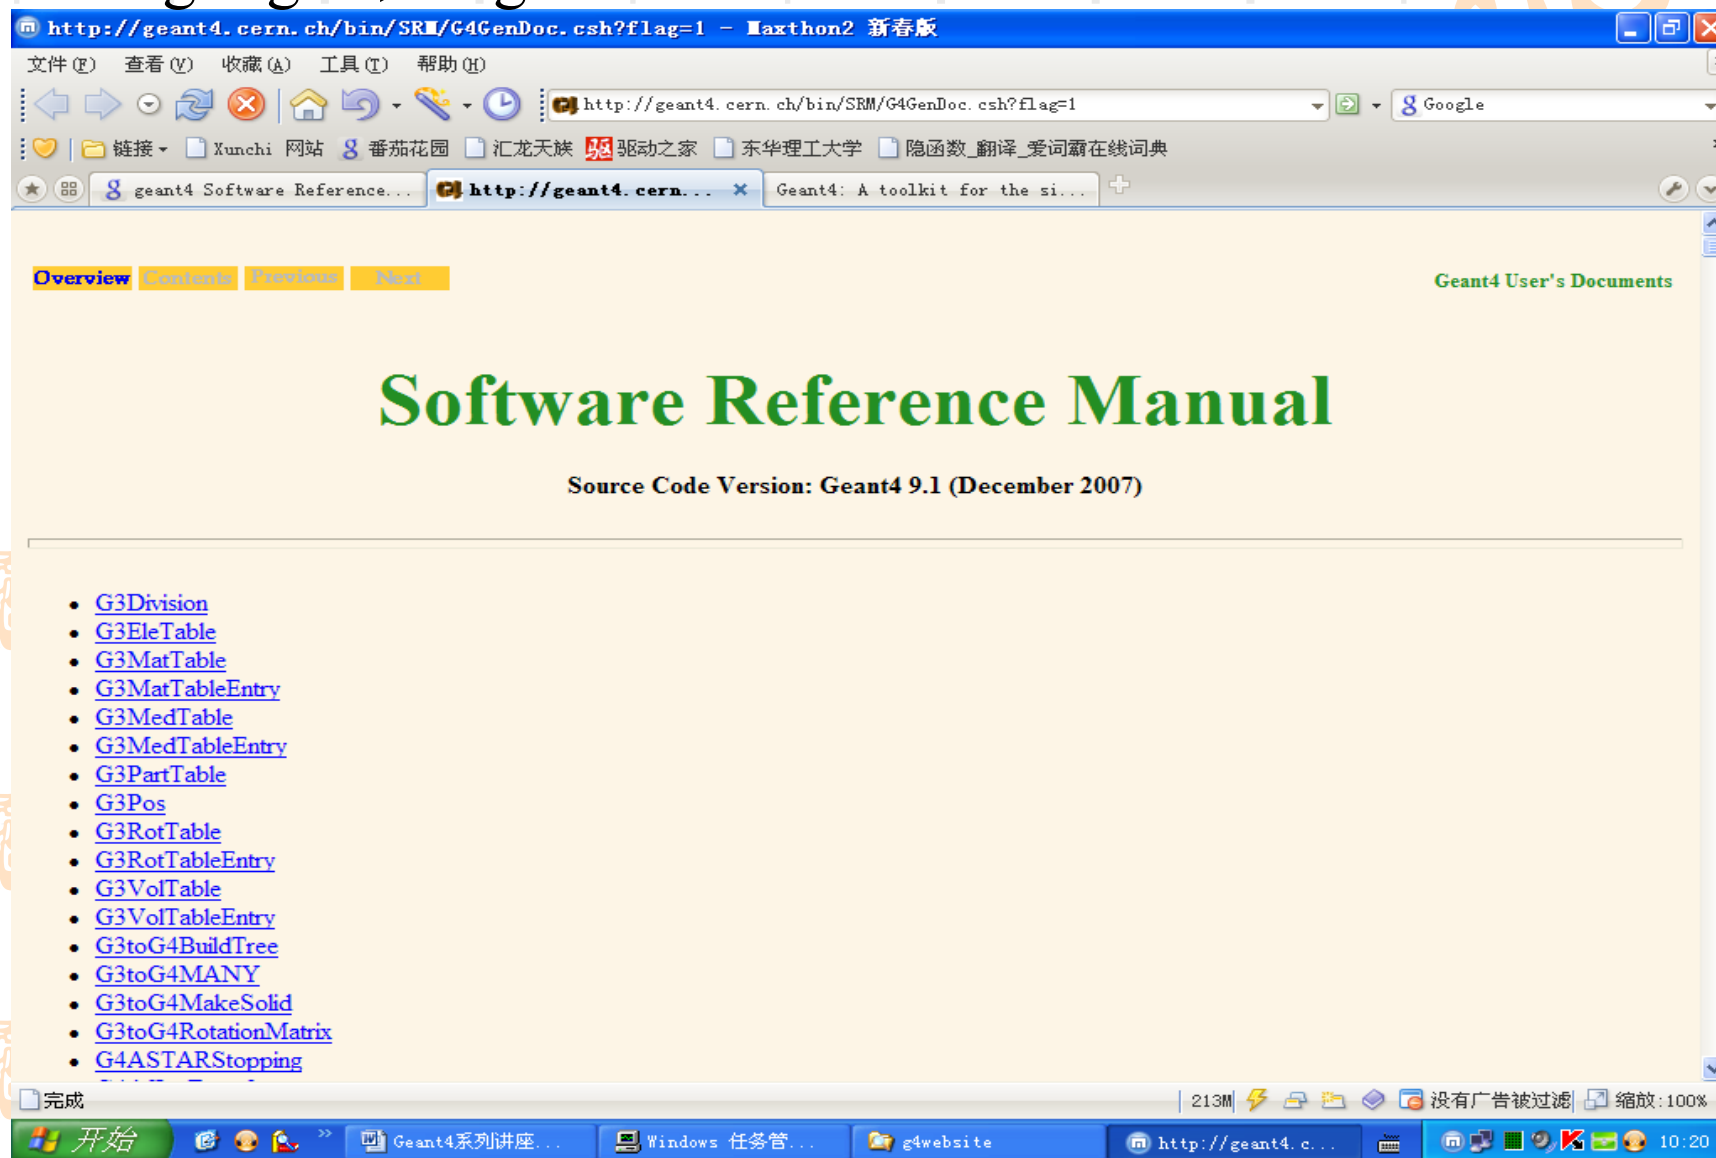 http://geant4.cern.ch/bin/SRM/G4GenDoc.csh?flag=1 - Maxthon2 新春版
文件(F) 查看(V) 收藏(A) 工具(T) 帮助(H)
http://geant4.cern.ch/bin/SRM/G4GenDoc.csh?flag=1 Google
链接 Xunchi 网站 番茄花园 汇龙天族 驱动之家 东华理工大学 隐函数_翻译_爱词霸在线词典
geant4 Software Reference... http://geant4.cern... Geant4: A toolkit for the si...
Overview Contents Previous Next Geant4 User's Documents
Software Reference Manual
Source Code Version: Geant4 9.1 (December 2007)
G3Division
G3EleTable
G3MatTable
G3MatTableEntry
G3MedTable
G3MedTableEntry
G3PartTable
G3Pos
G3RotTable
G3RotTableEntry
G3VolTable
G3VolTableEntry
G3toG4BuildTree
G3toG4MANY
G3toG4MakeSolid
G3toG4RotationMatrix
G4ASTARStopping
完成 213M 没有广告被过滤 缩放:100%
开始 Geant4系列讲座... Windows 任务管... g4website http://geant4.c... 10:20